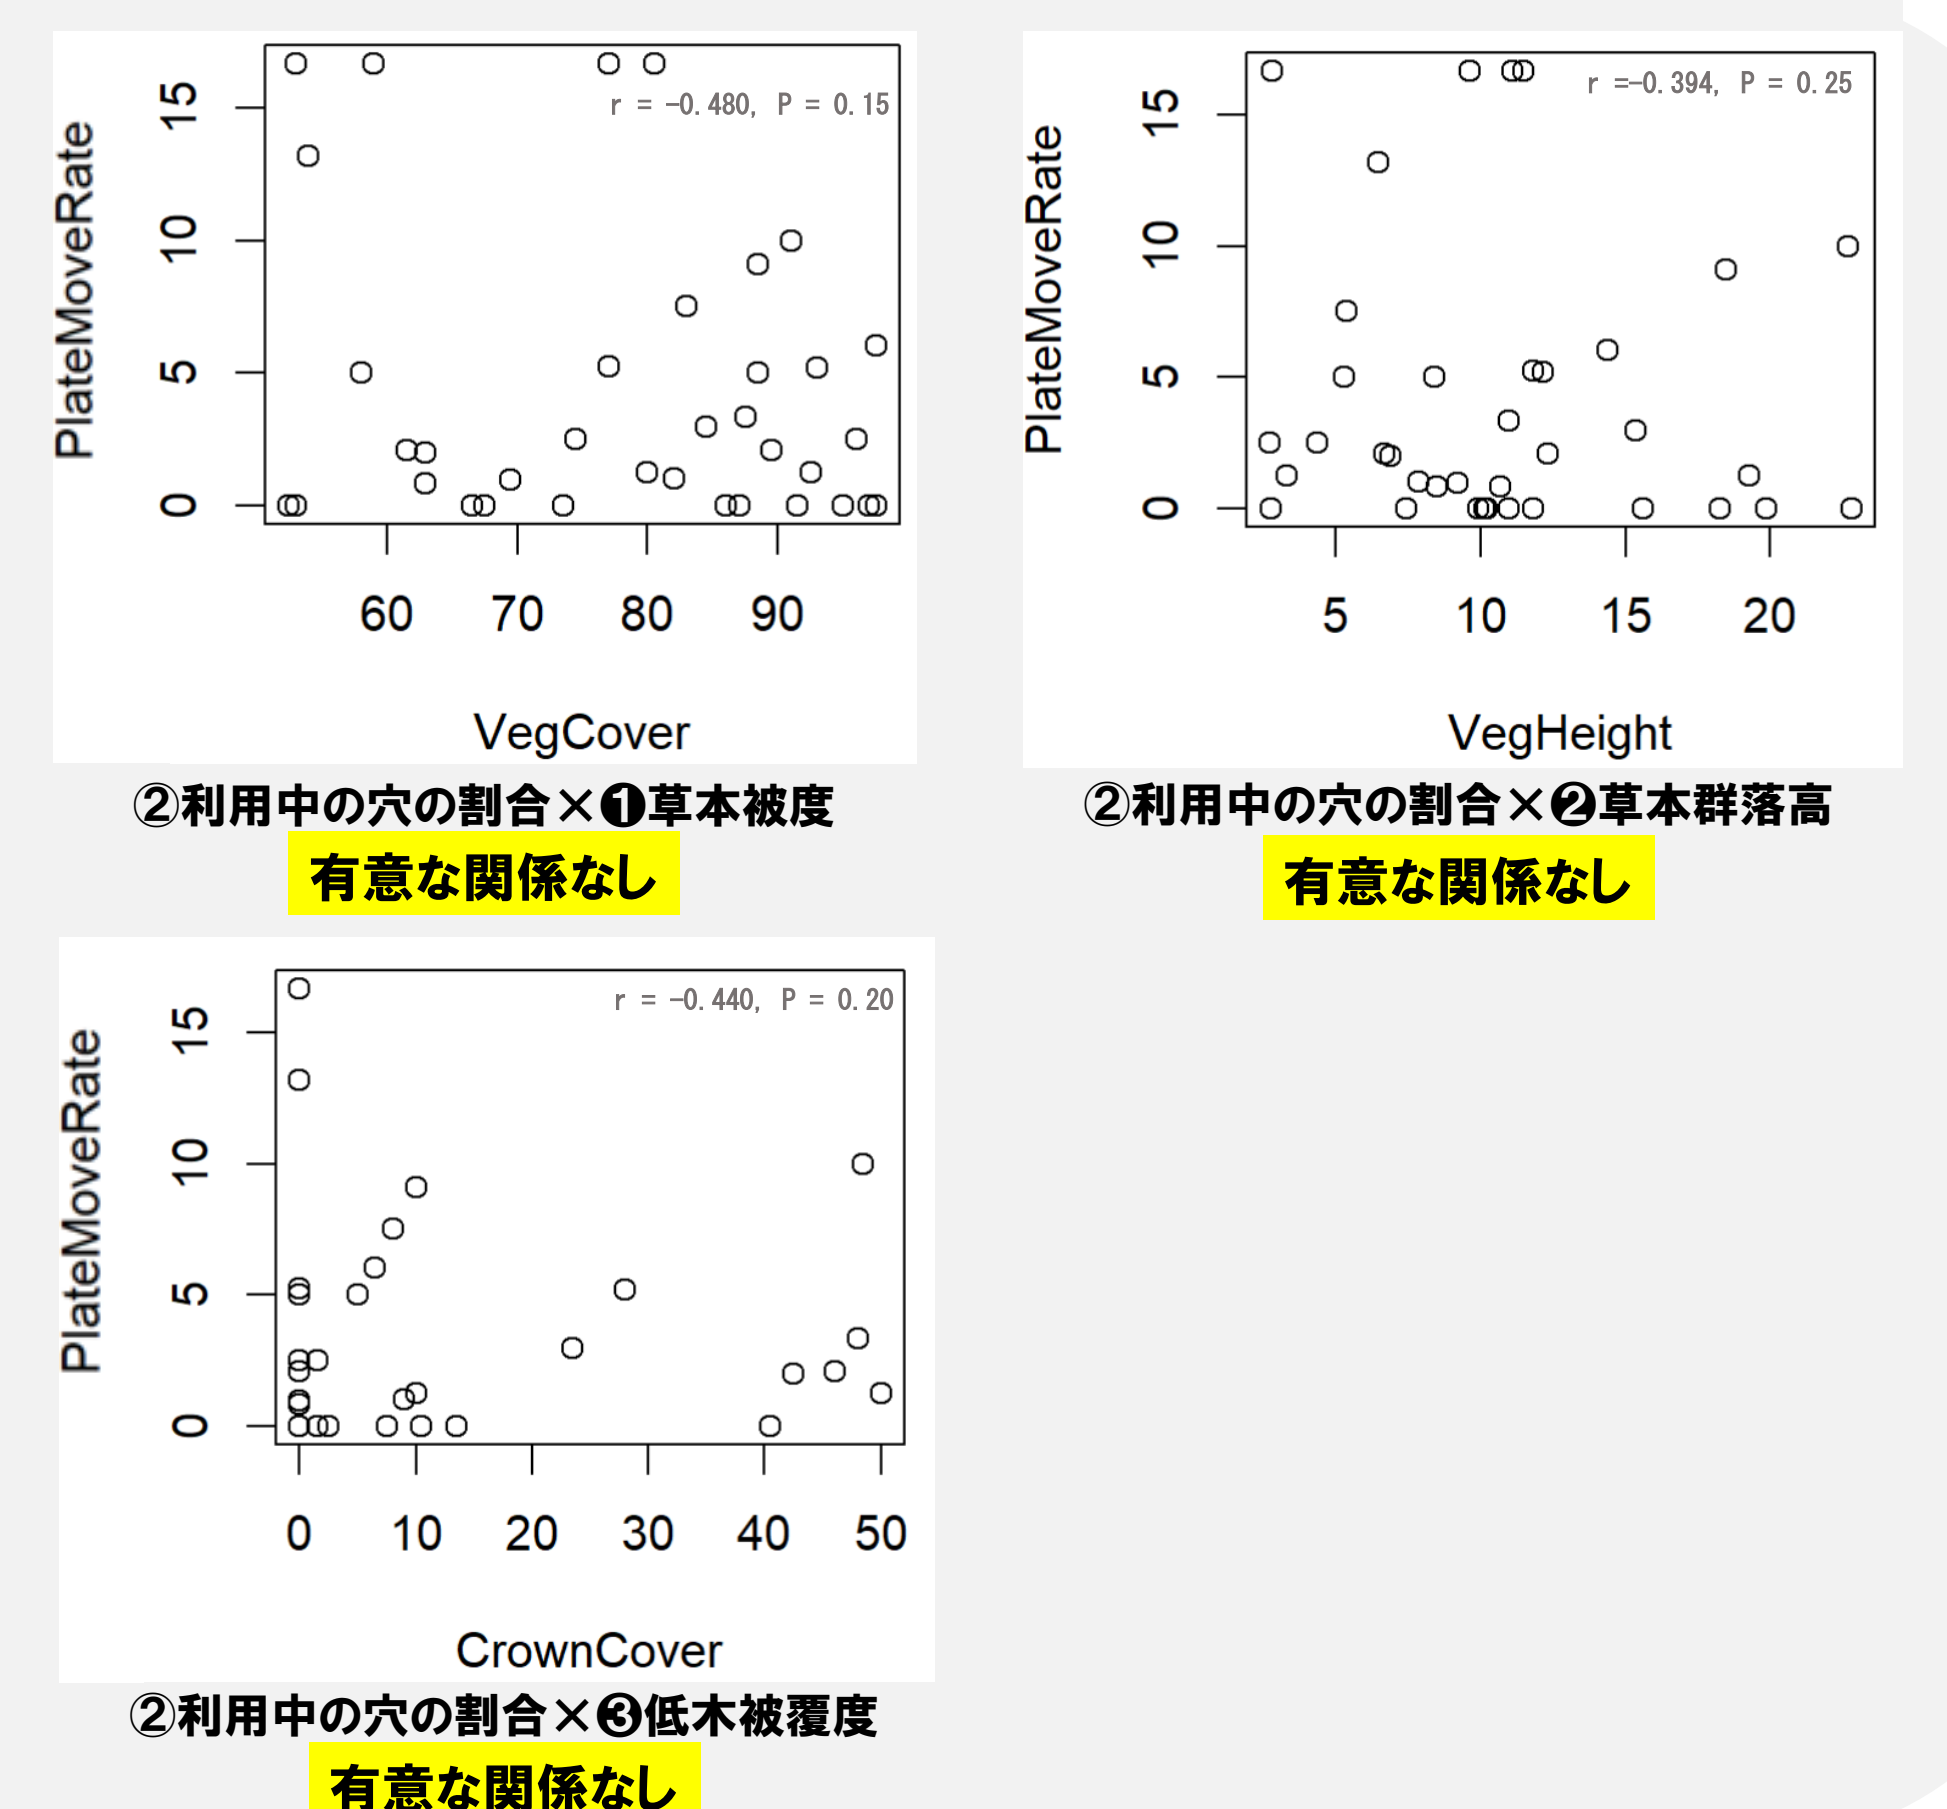 15
10
5
0
PlateMoveRate
r = -0.480, P = 0.15
60 70 80 90
VegCover
②利用中の穴の割合×❶草本被度
有意な関係なし
15
10
5
0
PlateMoveRate
r =-0.394, P = 0.25
5 10 15 20
VegHeight
②利用中の穴の割合×❷草本群落高
有意な関係なし
15
10
5
0
PlateMoveRate
r = -0.440, P = 0.20
0 10 20 30 40 50
CrownCover
②利用中の穴の割合×❸低木被覆度
有意な関係なし